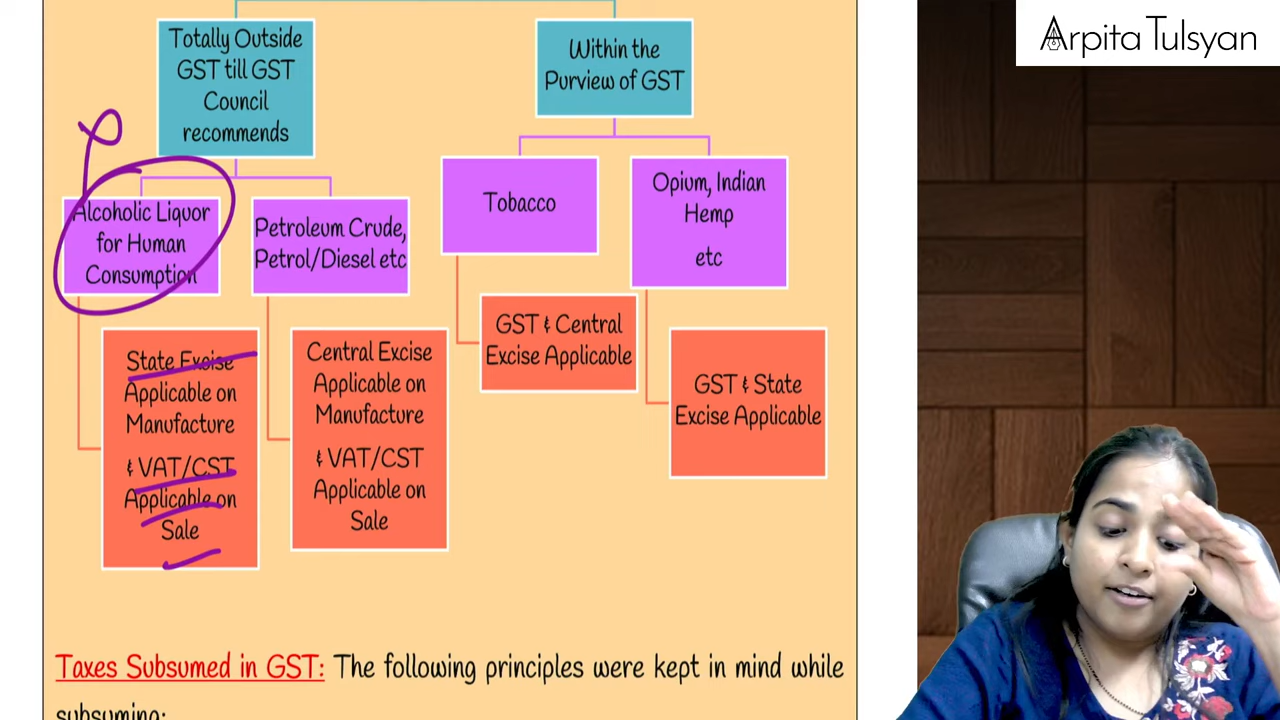 Arpita Tulsyan
Totally Outside
GST till GST
Council
recommends
Within the
Purview of GST
Alcoholic Liquor
for Human
Consumption
Petroleum Crude,
Petrol/Diesel etc
Tobacco
Opium, Indian
Hemp
etc
State Excise
Applicable on
Manufacture
& VAT/CST
Applicable on
Sale
Central Excise
Applicable on
Manufacture
& VAT/CST
Applicable on
Sale
GST & Central
Excise Applicable
GST & State
Excise Applicable
Taxes Subsumed in GST: The following principles were kept in mind while
subsuming: